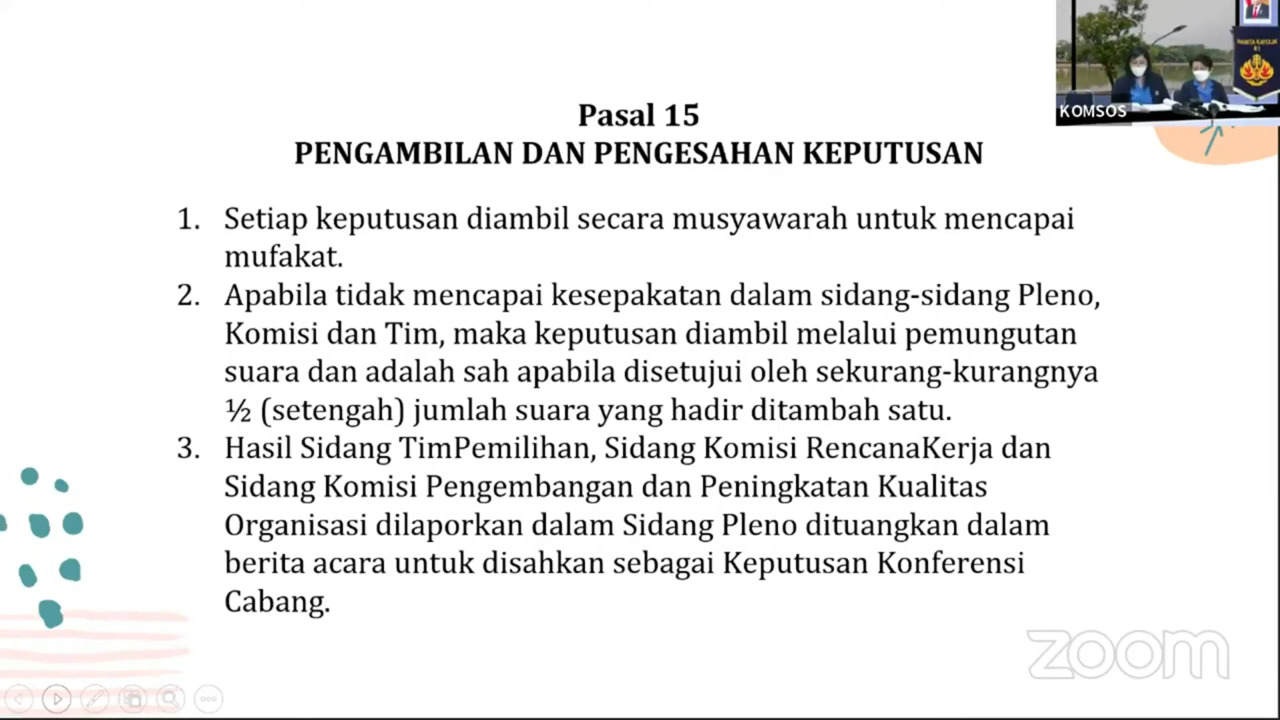 WANITA KATOLIK
RI
KOMSOS
Pasal 15
PENGAMBILAN DAN PENGESAHAN KEPUTUSAN
1. Setiap keputusan diambil secara musyawarah untuk mencapai
mufakat.
2. Apabila tidak mencapai kesepakatan dalam sidang-sidang Pleno,
Komisi dan Tim, maka keputusan diambil melalui pemungutan
suara dan adalah sah apabila disetujui oleh sekurang-kurangnya
½ (setengah) jumlah suara yang hadir ditambah satu.
3. Hasil Sidang TimPemilihan, Sidang Komisi RencanaKerja dan
Sidang Komisi Pengembangan dan Peningkatan Kualitas
Organisasi dilaporkan dalam Sidang Pleno dituangkan dalam
berita acara untuk disahkan sebagai Keputusan Konferensi
Cabang.
zoom